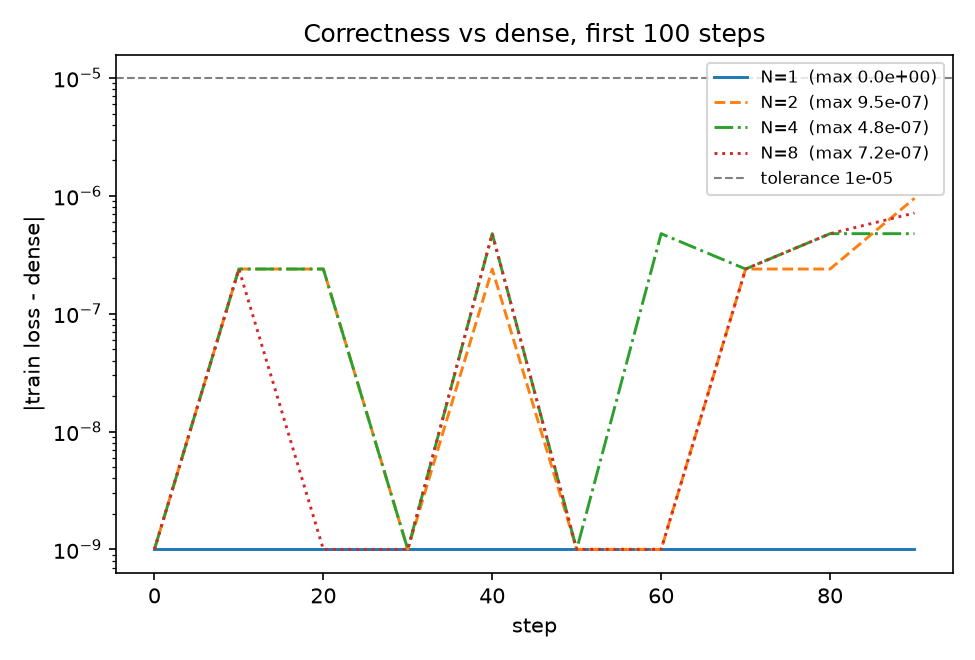 Correctness vs dense, first 100 steps
N=1 (max 0.0e+00)
N=2 (max 9.5e-07)
N=4 (max 4.8e-07)
N=8 (max 7.2e-07)
tolerance 1e-05
|train loss - dense|
10⁻⁵
10⁻⁶
10⁻⁷
10⁻⁸
10⁻⁹
0 20 40 60 80
step